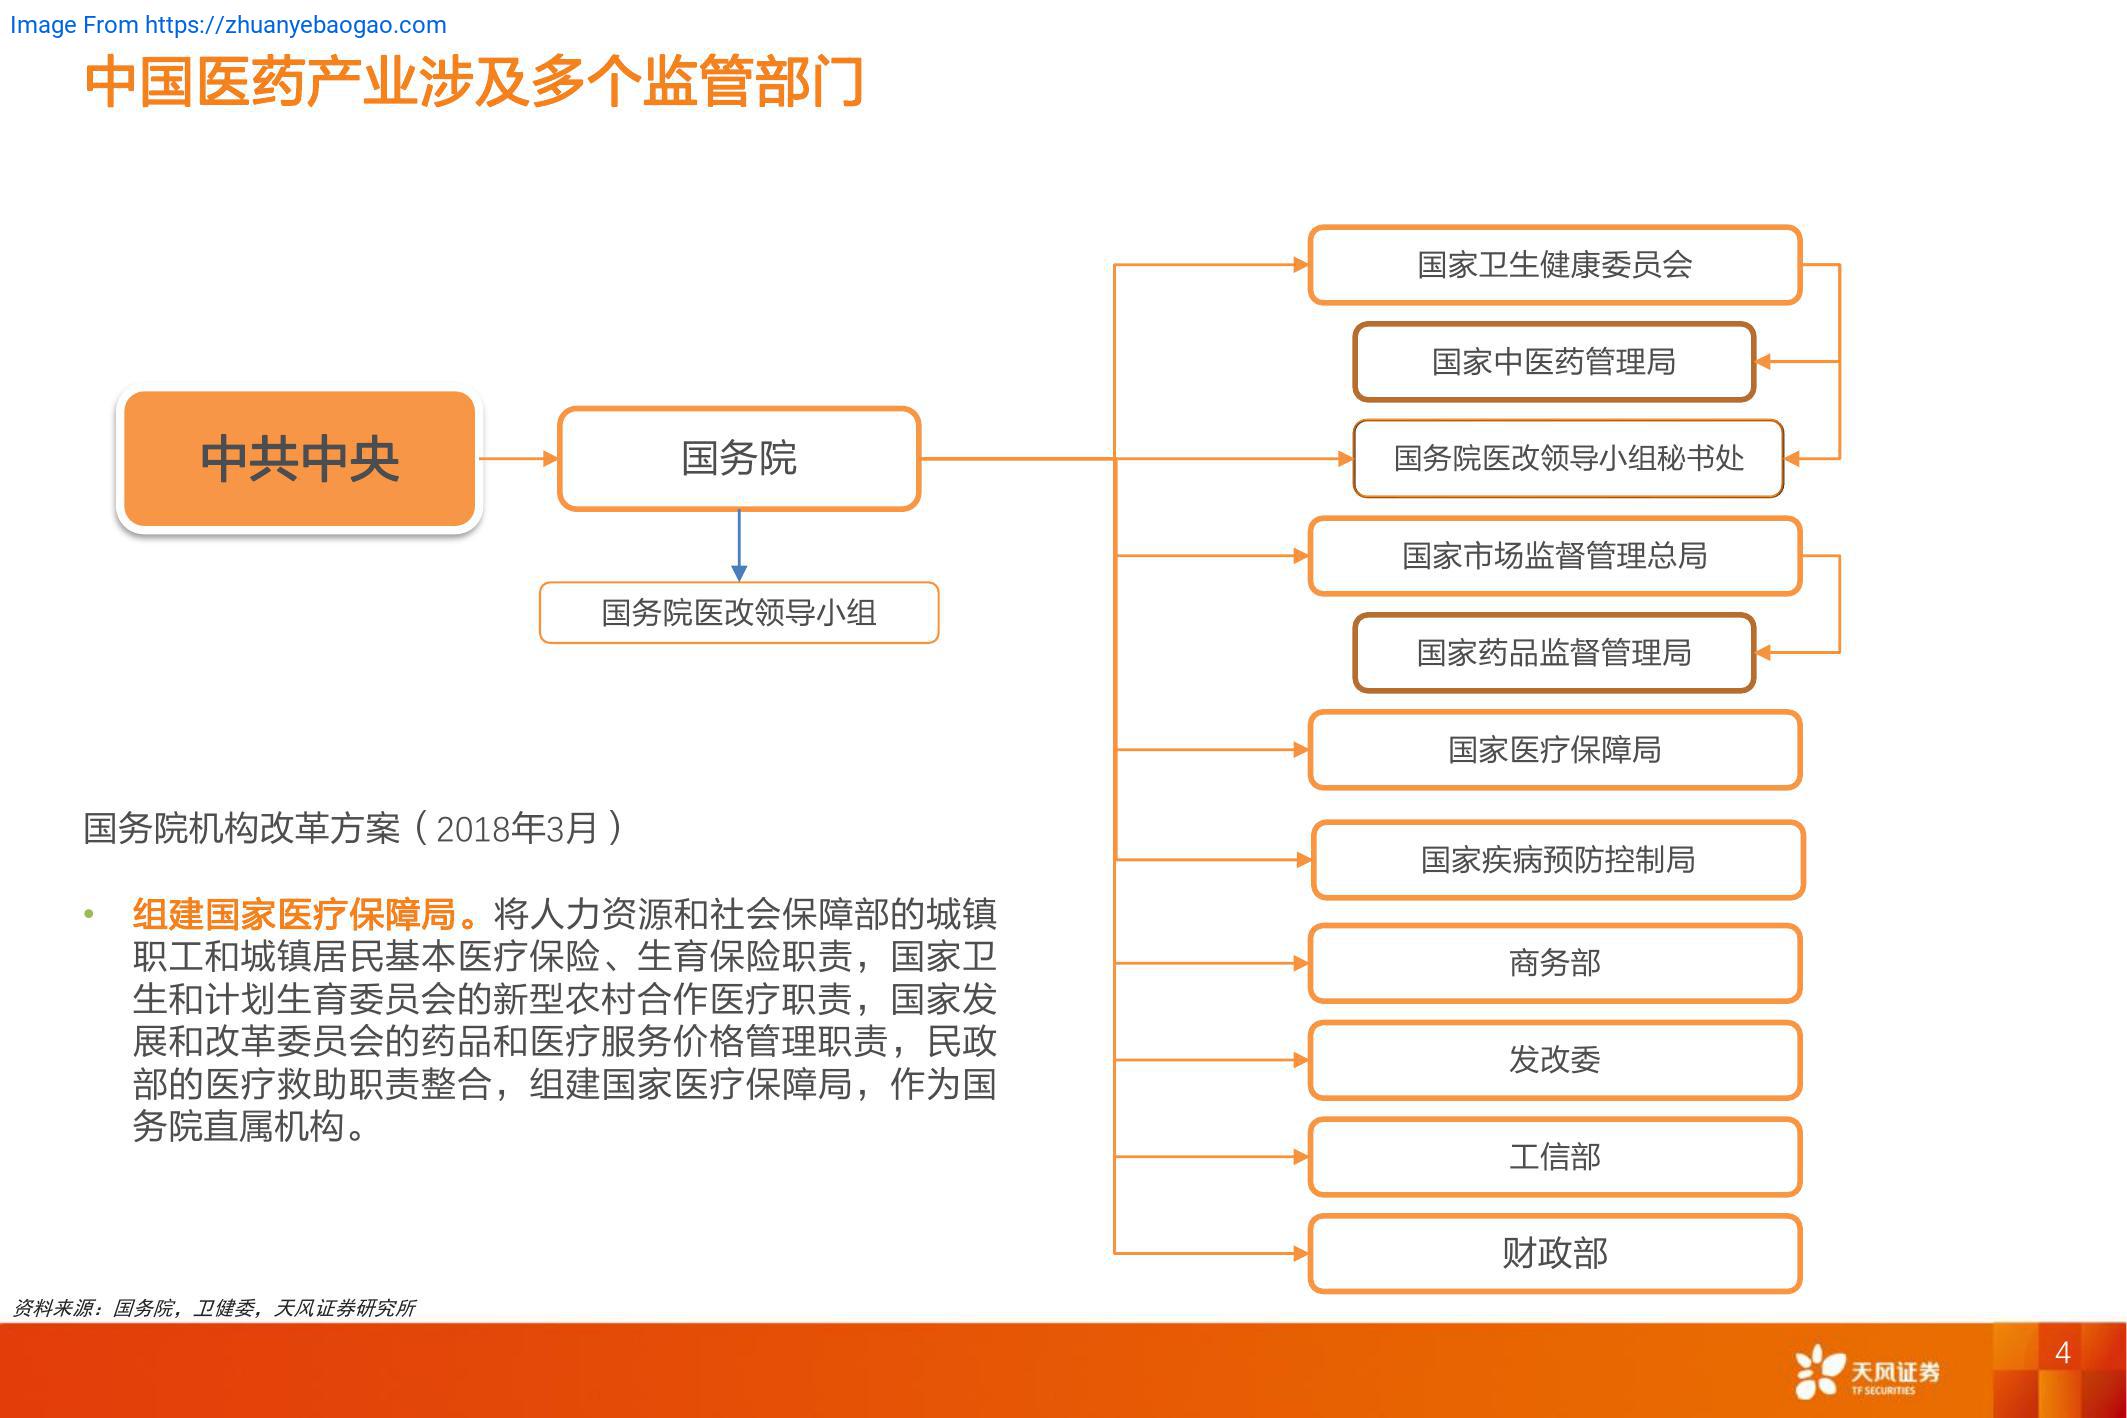 Image From https://zhuanyebaogao.com
中国医药产业涉及多个监管部门
中共中央
国务院
国务院医改领导小组
国家卫生健康委员会
国家中医药管理局
国务院医改领导小组秘书处
国家市场监督管理总局
国家药品监督管理局
国家医疗保障局
国家疾病预防控制局
商务部
发改委
工信部
财政部
国务院机构改革方案（2018年3月）
• 组建国家医疗保障局。将人力资源和社会保障部的城镇
职工和城镇居民基本医疗保险、生育保险职责，国家卫
生和计划生育委员会的新型农村合作医疗职责，国家发
展和改革委员会的药品和医疗服务价格管理职责，民政
部的医疗救助职责整合，组建国家医疗保障局，作为国
务院直属机构。
资料来源：国务院，卫健委，天风证券研究所
天风证券
TF SECURITIES
4